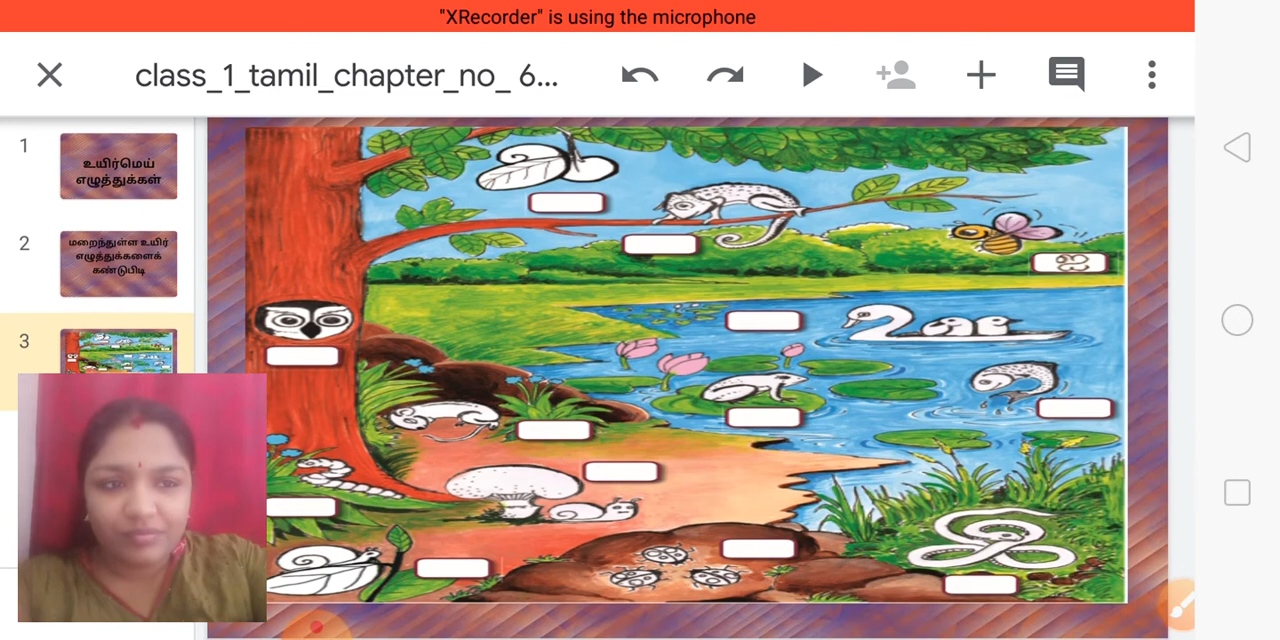 "XRecorder" is using the microphone
class_1_tamil_chapter_no_ 6...
1
உயிர்மெய்
எழுத்துக்கள்
2
மறைந்துள்ள உயிர்
எழுத்துக்களைக்
கண்டுபிடி
3
ஐ